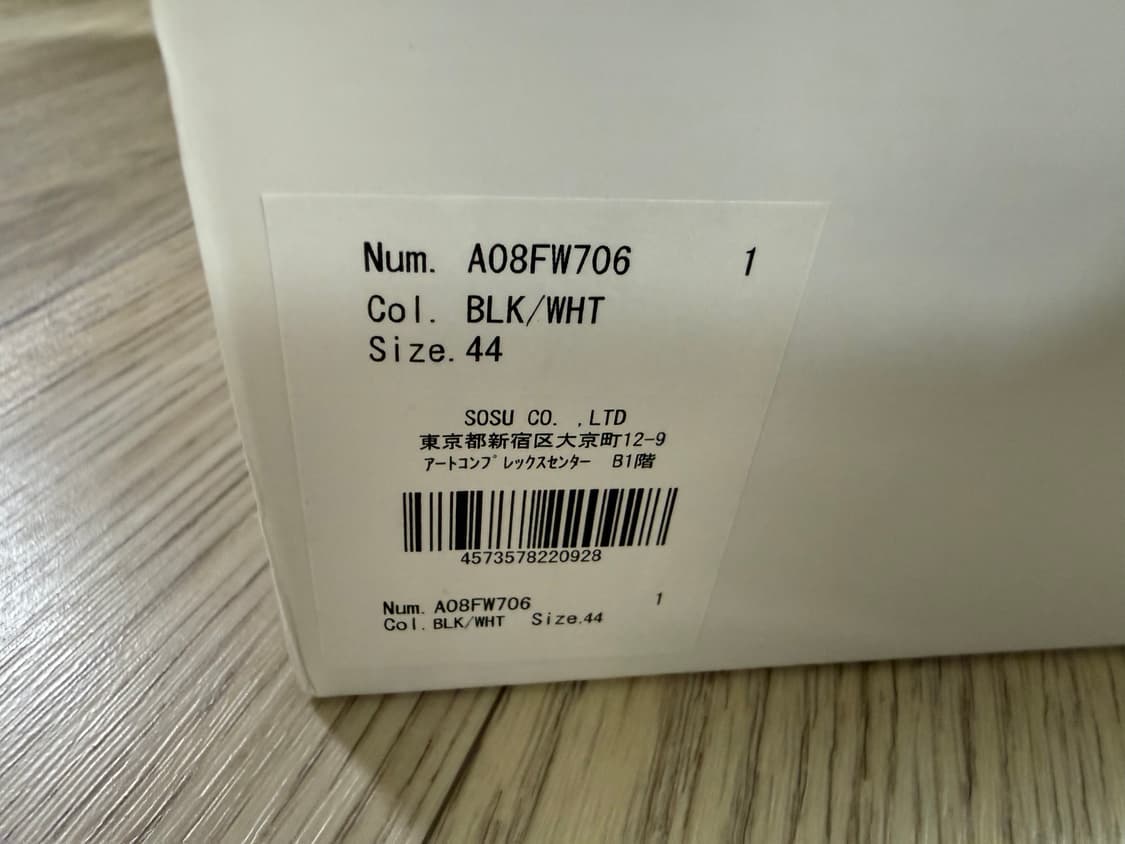 Num. A08FW706 1
Col. BLK/WHT
Size.44
SOSU CO. ,LTD
東京都新宿区大京町12-9
ｱｰﾄｺﾝﾌﾟﾚｯｸｽｾﾝﾀｰ B1階
4573578220928
Num. A08FW706 1
Col. BLK/WHT Size.44